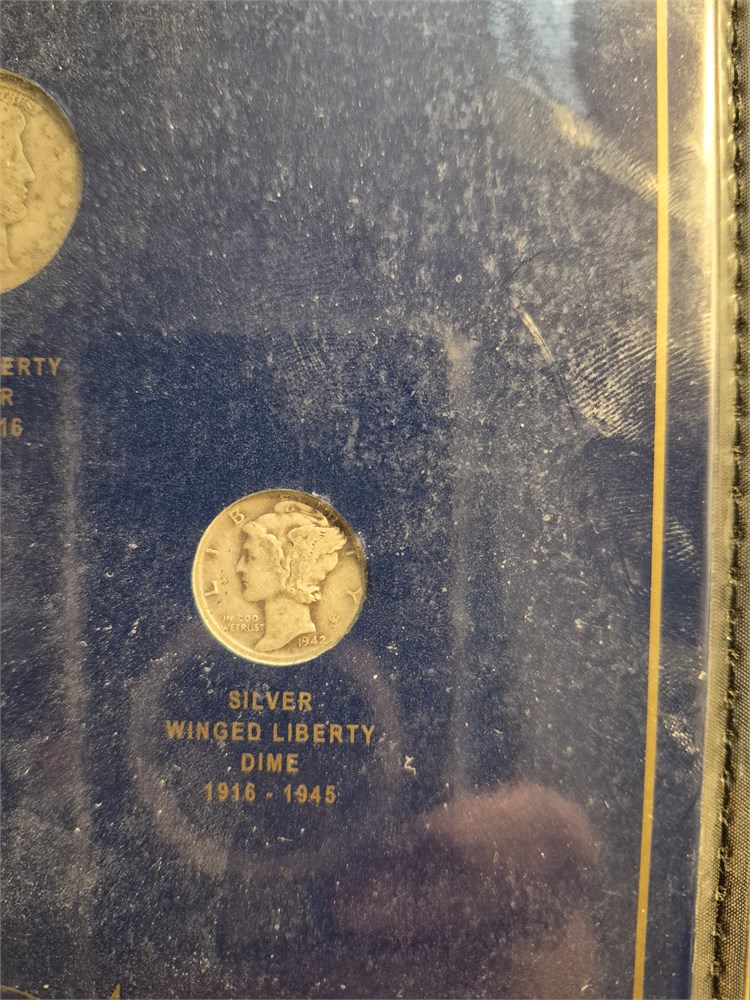 ERTY
R
16
LIBERTY
IN GOD
WE TRUST
1942
SILVER
WINGED LIBERTY
DIME
1916 - 1945